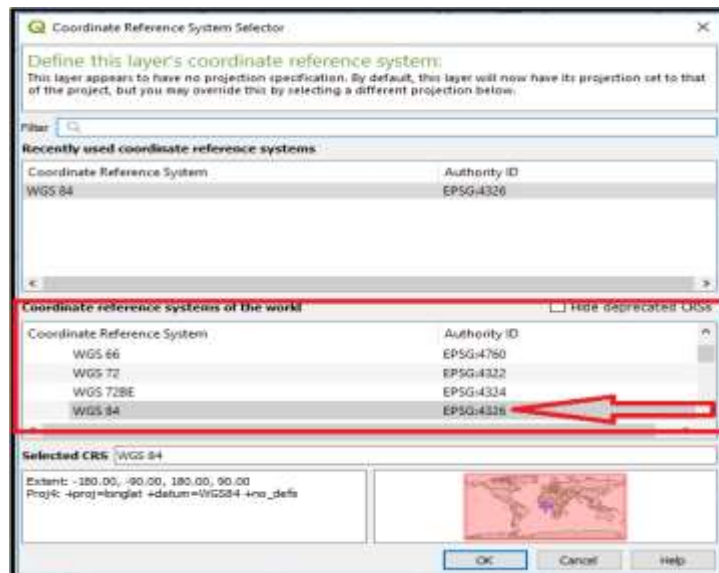 Coordinate Reference System Selector
Define this layer's coordinate reference system:
This layer appears to have no projection specification. By default, this layer will now have its projection set to that
of the project, but you may override this by selecting a different projection below.
Filter
Recently used coordinate reference systems
Coordinate Reference System Authority ID
WGS 84 EPSG:4326
Coordinate reference systems of the world Hide deprecated CRSs
Coordinate Reference System Authority ID
WGS 66 EPSG:4760
WGS 72 EPSG:4322
WGS 72BE EPSG:4324
WGS 84 EPSG:4326
Selected CRS WGS 84
Extent: -180.00, -90.00, 180.00, 90.00
Proj4: +proj=longlat +datum=WGS84 +no_defs
OK Cancel Help